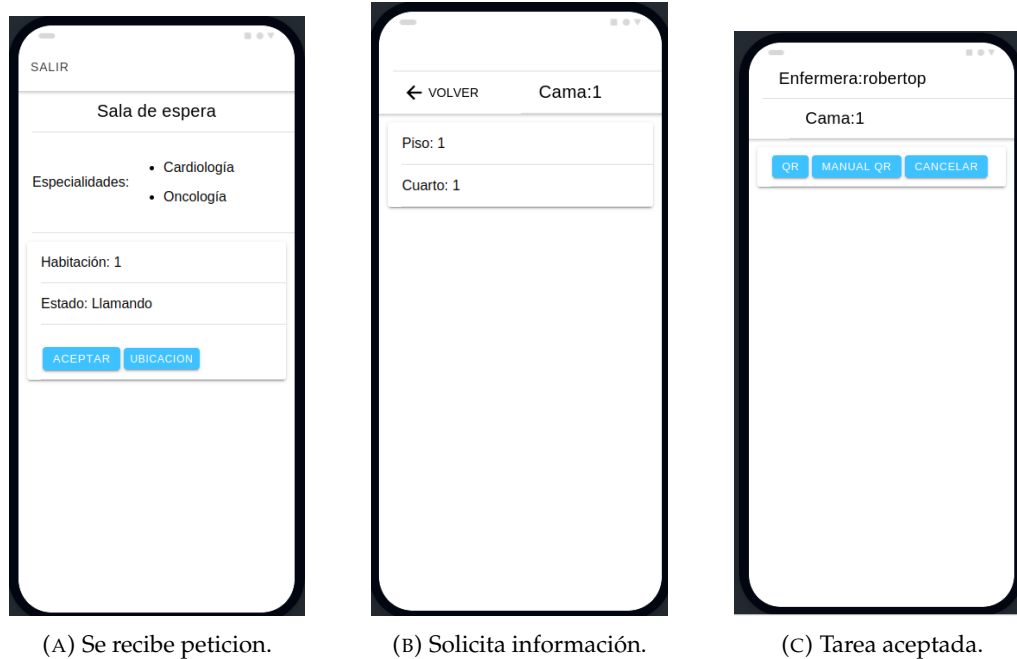 SALIR
Sala de espera
Especialidades:
• Cardiología
• Oncología
Habitación: 1
Estado: Llamando
ACEPTAR UBICACION
(A) Se recibe peticion.
VOLVER Cama:1
Piso: 1
Cuarto: 1
(B) Solicita información.
Enfermera:robertop
Cama:1
QR MANUAL QR CANCELAR
(C) Tarea aceptada.